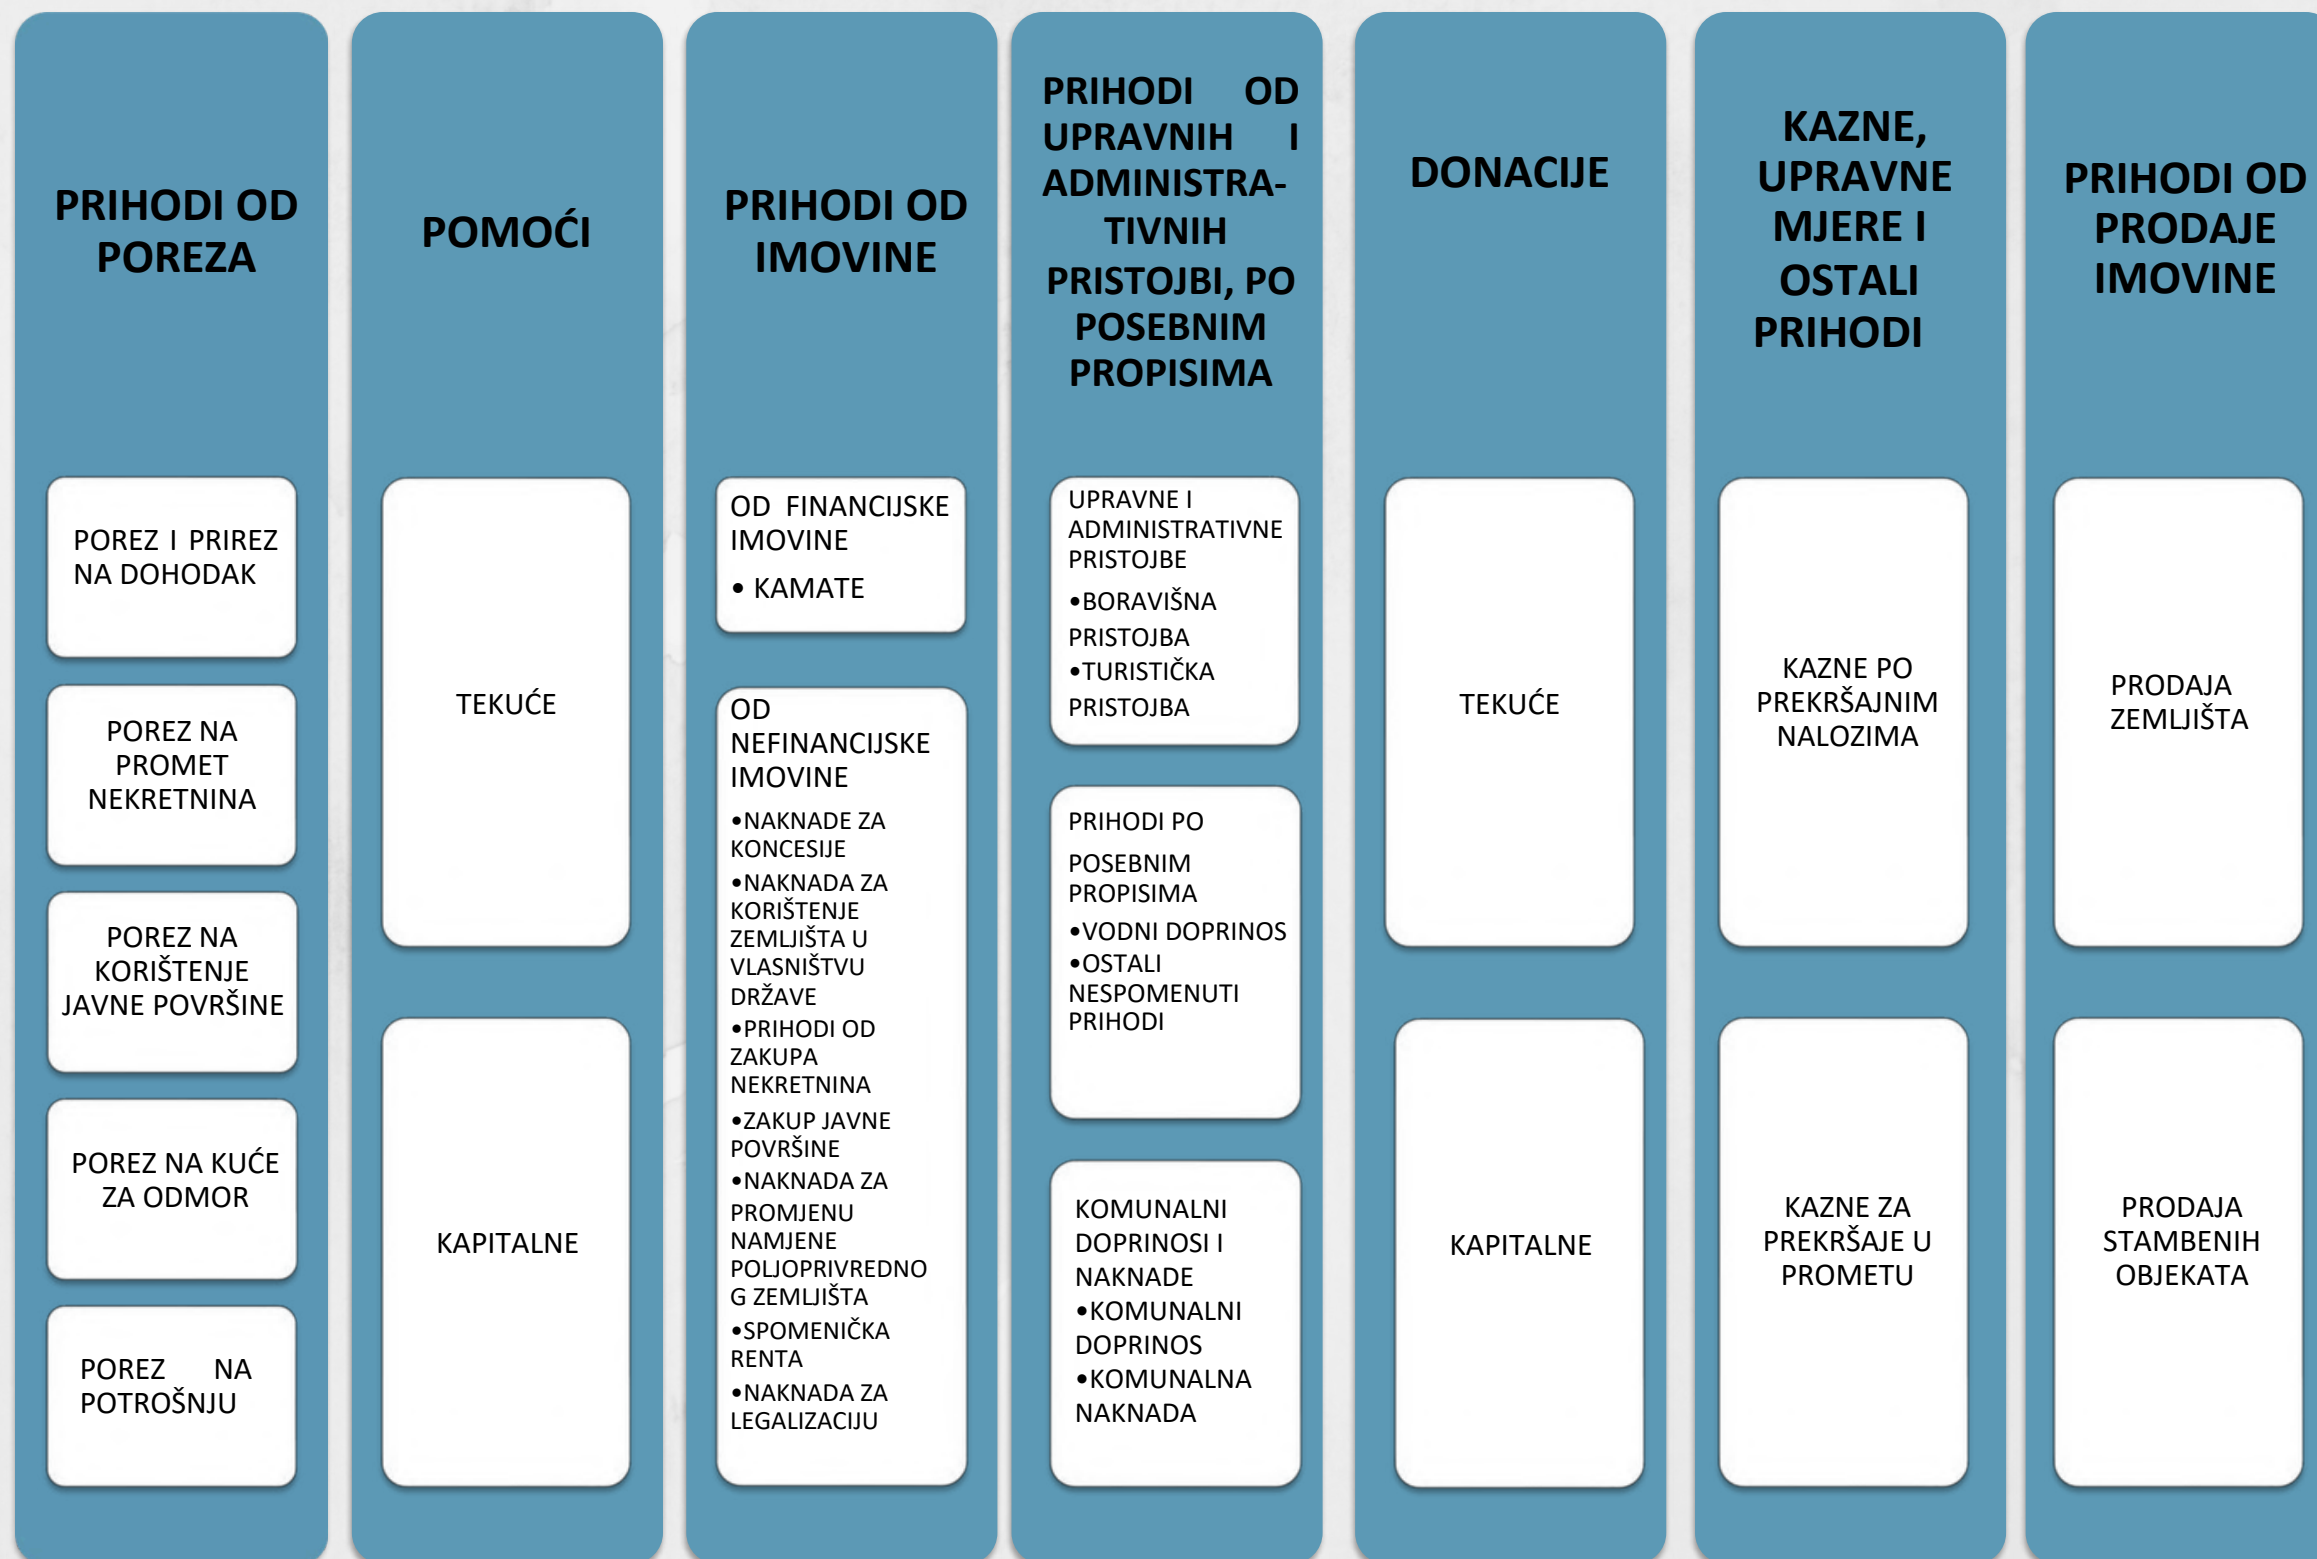 PRIHODI OD
POREZA
POREZ I PRIREZ
NA DOHODAK
POREZ NA
PROMET
NEKRETNINA
POREZ NA
KORIŠTENJE
JAVNE POVRŠINE
POREZ NA KUĆE
ZA ODMOR
POREZ NA
POTROŠNJU
POMOĆI
TEKUĆE
KAPITALNE
PRIHODI OD
IMOVINE
OD FINANCIJSKE
IMOVINE
• KAMATE
OD
NEFINANCIJSKE
IMOVINE
•NAKNADE ZA
KONCESIJE
•NAKNADA ZA
KORIŠTENJE
ZEMLJIŠTA U
VLASNIŠTVU
DRŽAVE
•PRIHODI OD
ZAKUPA
NEKRETNINA
•ZAKUP JAVNE
POVRŠINE
•NAKNADA ZA
PROMJENU
NAMJENE
POLJOPRIVREDNO
G ZEMLJIŠTA
•SPOMENIČKA
RENTA
•NAKNADA ZA
LEGALIZACIJU
PRIHODI OD
UPRAVNIH I
ADMINISTRA-
TIVNIH
PRISTOJBI, PO
POSEBNIM
PROPISIMA
UPRAVNE I
ADMINISTRATIVNE
PRISTOJBE
•BORAVIŠNA
PRISTOJBA
•TURISTIČKA
PRISTOJBA
PRIHODI PO
POSEBNIM
PROPISIMA
•VODNI DOPRINOS
•OSTALI
NESPOMENUTI
PRIHODI
KOMUNALNI
DOPRINOSI I
NAKNADE
•KOMUNALNI
DOPRINOS
•KOMUNALNA
NAKNADA
DONACIJE
TEKUĆE
KAPITALNE
KAZNE,
UPRAVNE
MJERE I
OSTALI
PRIHODI
KAZNE PO
PREKRŠAJNIM
NALOZIMA
KAZNE ZA
PREKRŠAJE U
PROMETU
PRIHODI OD
PRODAJE
IMOVINE
PRODAJA
ZEMLJIŠTA
PRODAJA
STAMBENIH
OBJEKATA